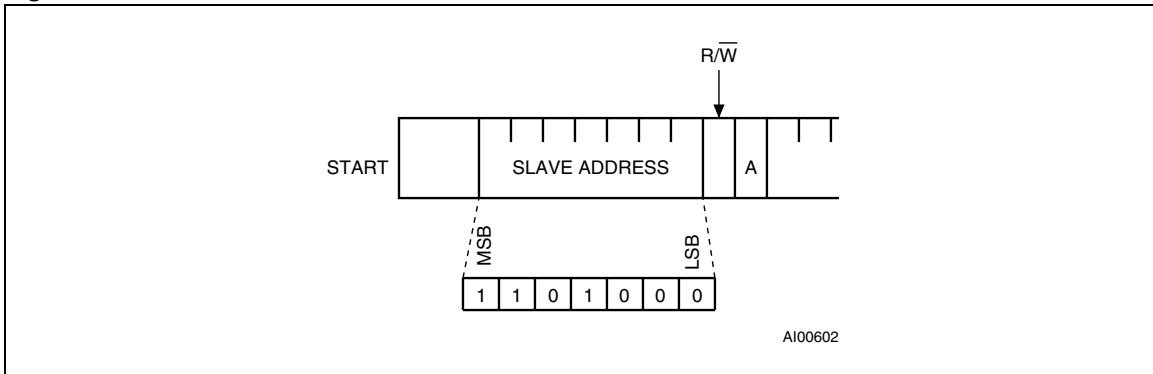 R/W̅
START
SLAVE ADDRESS
A
MSB
LSB
1 1 0 1 0 0 0
AI00602